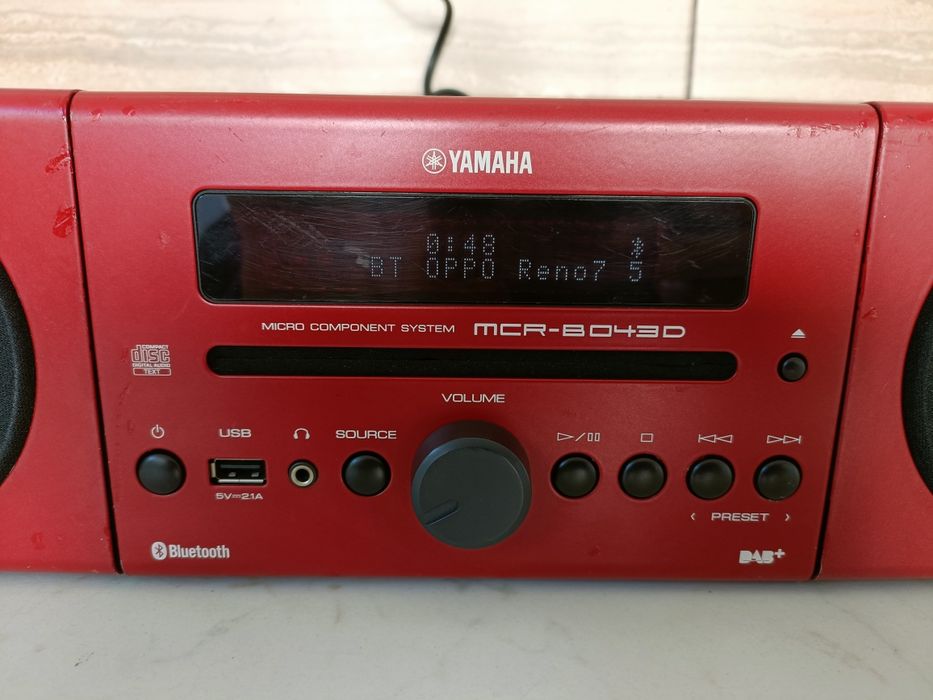 YAMAHA
0:48
BT OPPO Reno7 5
MICRO COMPONENT SYSTEM MCR-B043D
COMPACT
disc
DIGITAL AUDIO
TEXT
VOLUME
USB
SOURCE
5V⎓2.1A
< PRESET >
Bluetooth
DAB+